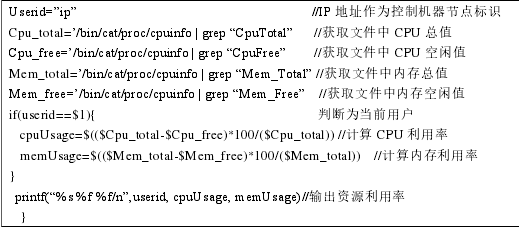 Userid="ip" //IP 地址作为控制机器节点标识
Cpu_total='/bin/cat/proc/cpuinfo | grep “CpuTotal” //获取文件中 CPU 总值
Cpu_free='/bin/cat/proc/cpuinfo | grep “CpuFree” //获取文件中 CPU 空闲值
Mem_total='/bin/cat/proc/cpuinfo | grep “Mem_Total” //获取文件中内存总值
Mem_free='/bin/cat/proc/cpuinfo | grep “Mem_Free” //获取文件中内存空闲值
if(userid==$1){ 判断为当前用户
cpuUsage=$(($Cpu_total-$Cpu_free)*100/($Cpu_total)) //计算 CPU 利用率
memUsage=$(($Mem_total-$Mem_free)*100/($Mem_total)) //计算内存利用率
}
printf(“%s %f %f/n”,userid, cpuUsage, memUsage)//输出资源利用率
}